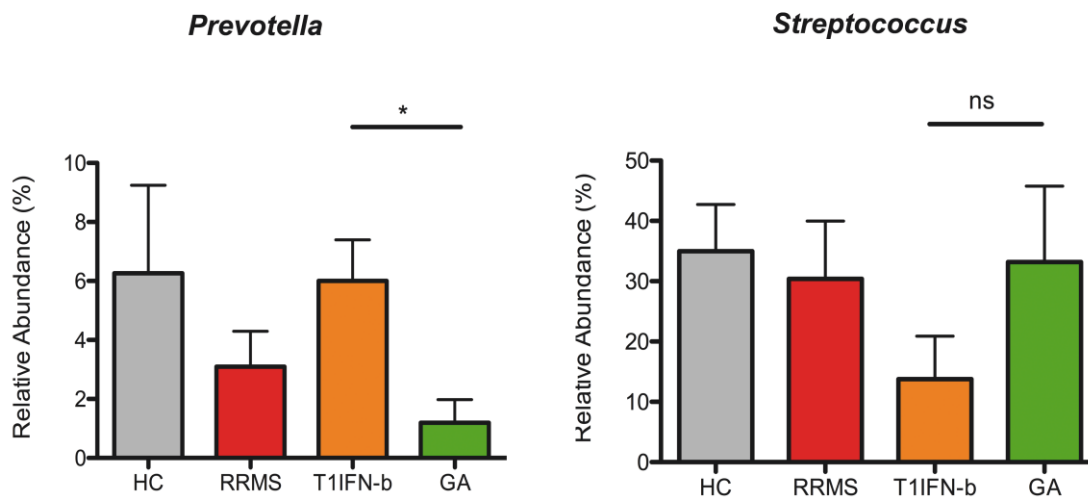 Prevotella
*
Relative Abundance (%)
10
8
6
4
2
0
HC RRMS T1IFN-b GA
Streptococcus
ns
Relative Abundance (%)
50
40
30
20
10
0
HC RRMS T1IFN-b GA